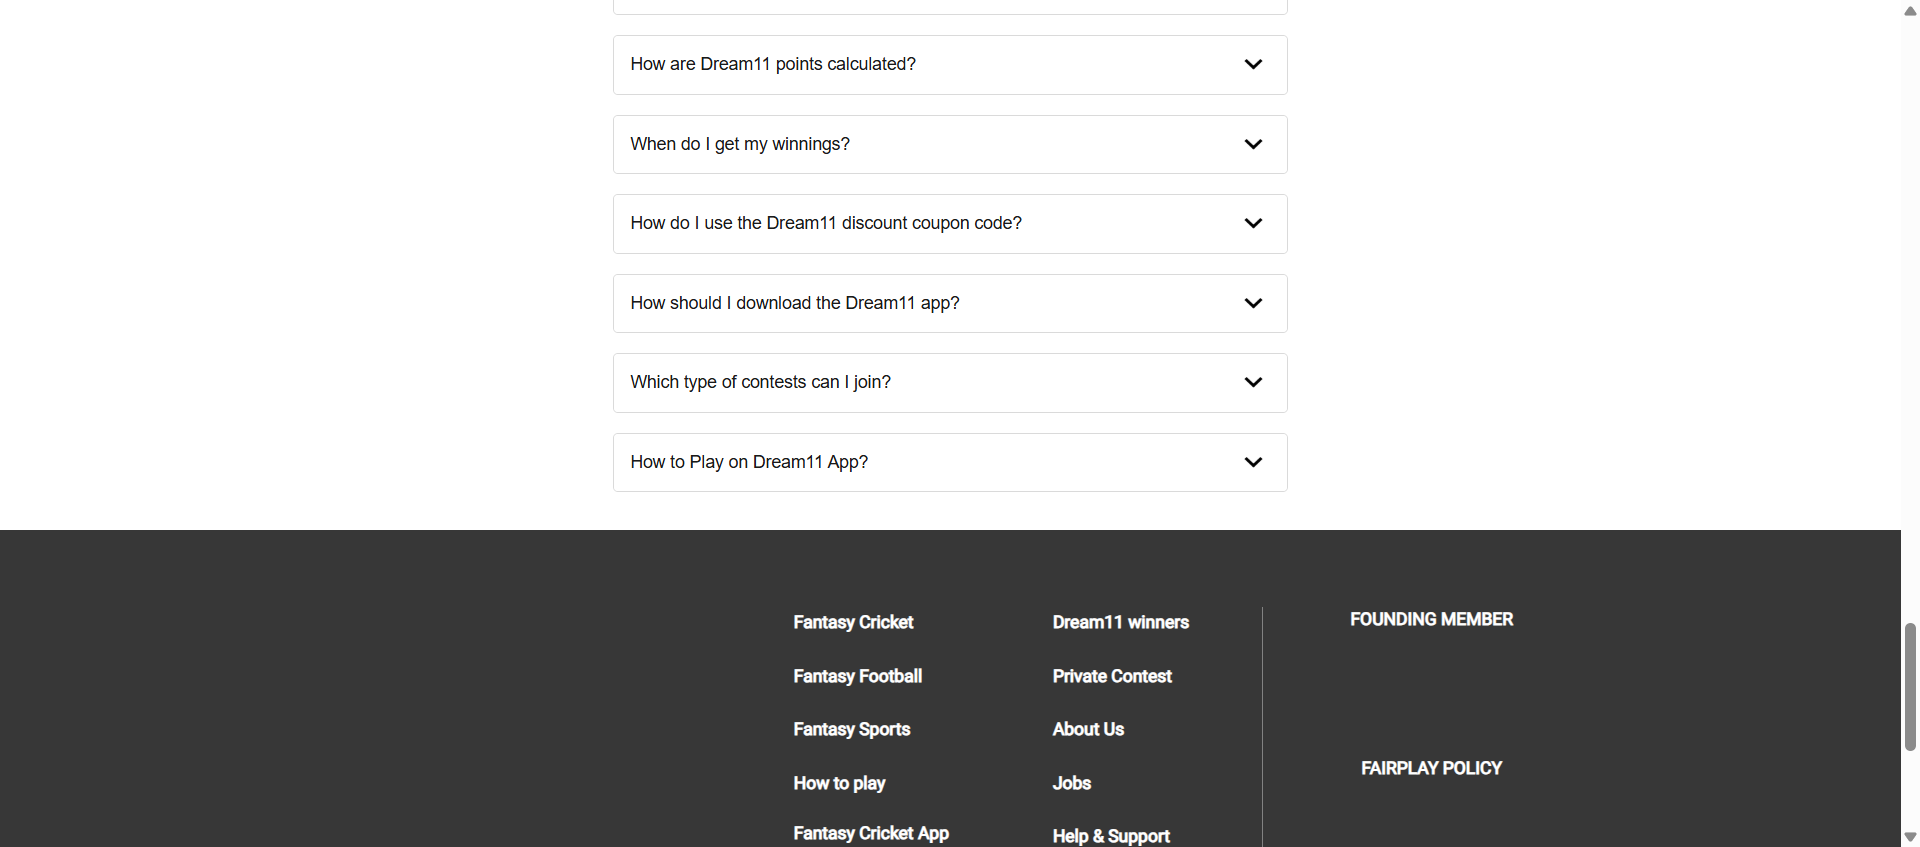 How are Dream11 points calculated?
When do I get my winnings?
How do I use the Dream11 discount coupon code?
How should I download the Dream11 app?
Which type of contests can I join?
How to Play on Dream11 App?
Fantasy Cricket
Fantasy Football
Fantasy Sports
How to play
Fantasy Cricket App
Dream11 winners
Private Contest
About Us
Jobs
Help & Support
FOUNDING MEMBER
FAIRPLAY POLICY